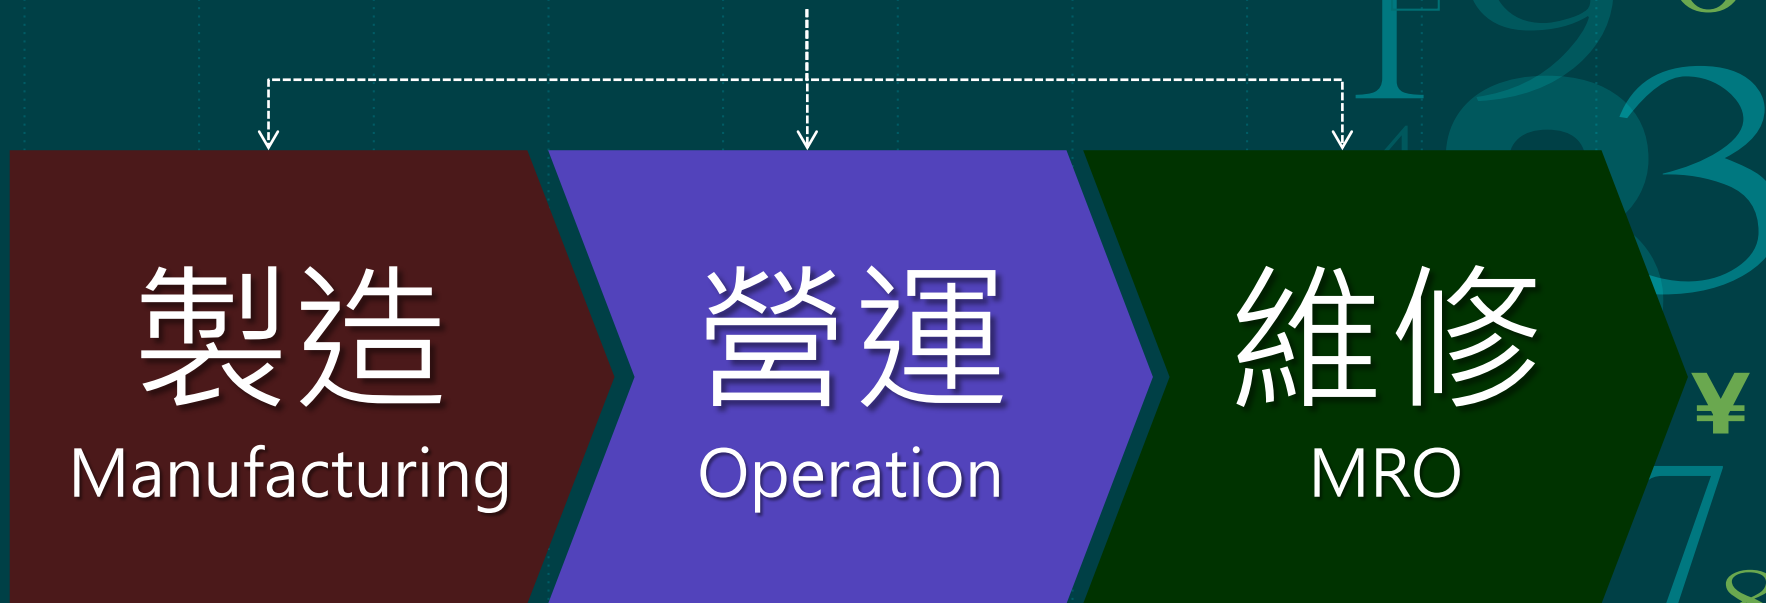 製造
Manufacturing
營運
Operation
維修
MRO
¥